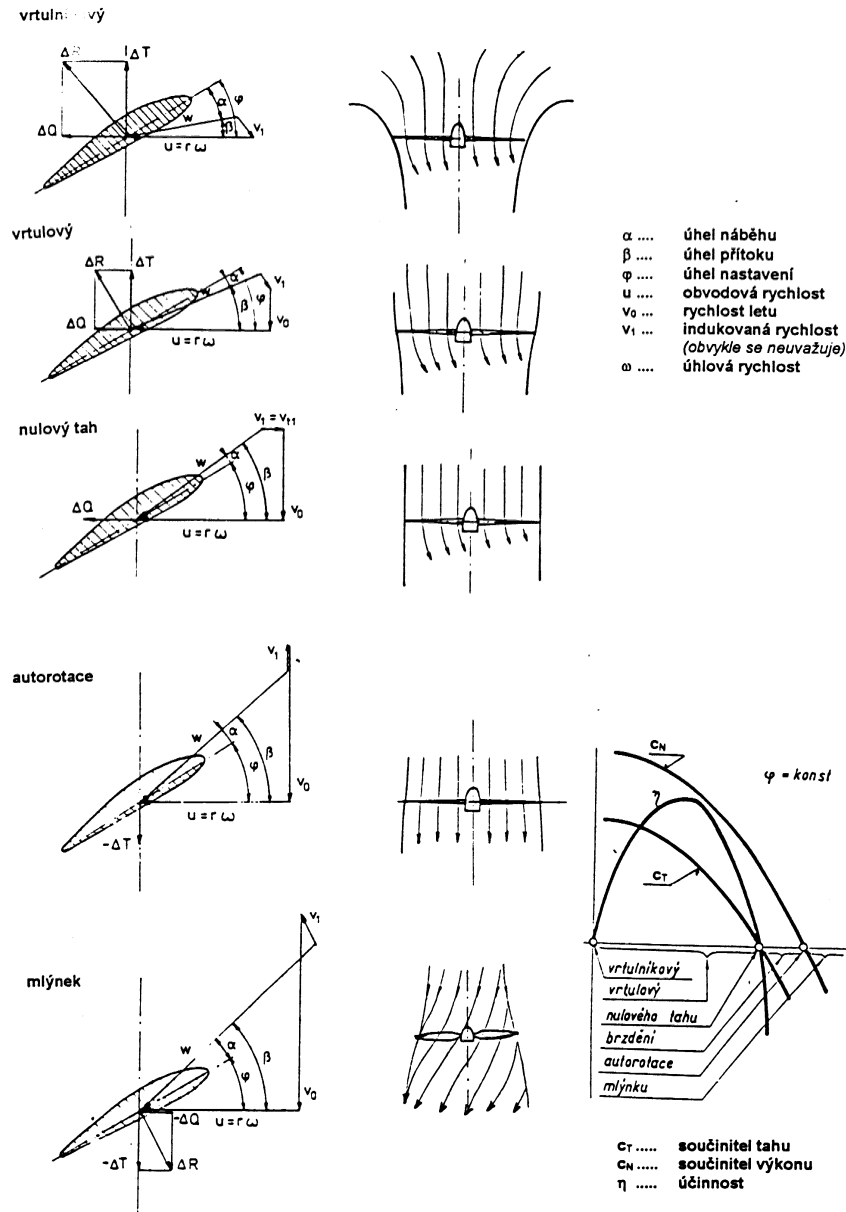 ΔR ΔT
φ
α
w
β
ΔQ
v₁
u = r ω
vrtulový
ΔR ΔT
w α
v₁
β φ
v₀
ΔQ
u = r ω
α .... úhel náběhu
β .... úhel přítoku
φ .... úhel nastavení
u .... obvodová rychlost
v₀ ... rychlost letu
v₁ ... indukovaná rychlost
(obvykle se neuvažuje)
ω .... úhlová rychlost
nulový tah
v₁ = vₜ₁
w α
φ β
ΔQ
v₀
u = r ω
autorotace
v₁
w α
φ β
v₀
u = r ω
-ΔT
c_N
φ = konst
η
c_T
vrtulníkový
vrtulový
nulového tahu
brzdění
autorotace
mlýnku
mlýnek
v₁
w α
φ β
v₀
-ΔQ u = r ω
-ΔT ΔR
c_T ..... součinitel tahu
c_N ..... součinitel výkonu
η ..... účinnost